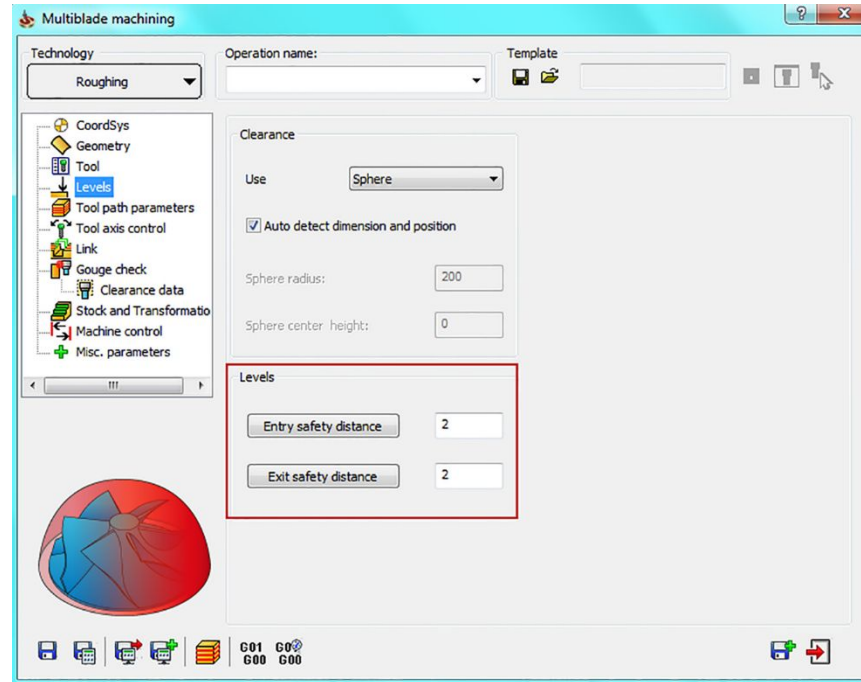 Multiblade machining
Technology
Operation name:
Template
Roughing
CoordSys
Geometry
Tool
Levels
Tool path parameters
Tool axis control
Link
Gouge check
Clearance data
Stock and Transformatio
Machine control
Misc. parameters
Clearance
Use
Sphere
Auto detect dimension and position
Sphere radius:
200
Sphere center height:
0
Levels
Entry safety distance
2
Exit safety distance
2
G01 G0
G00 G00